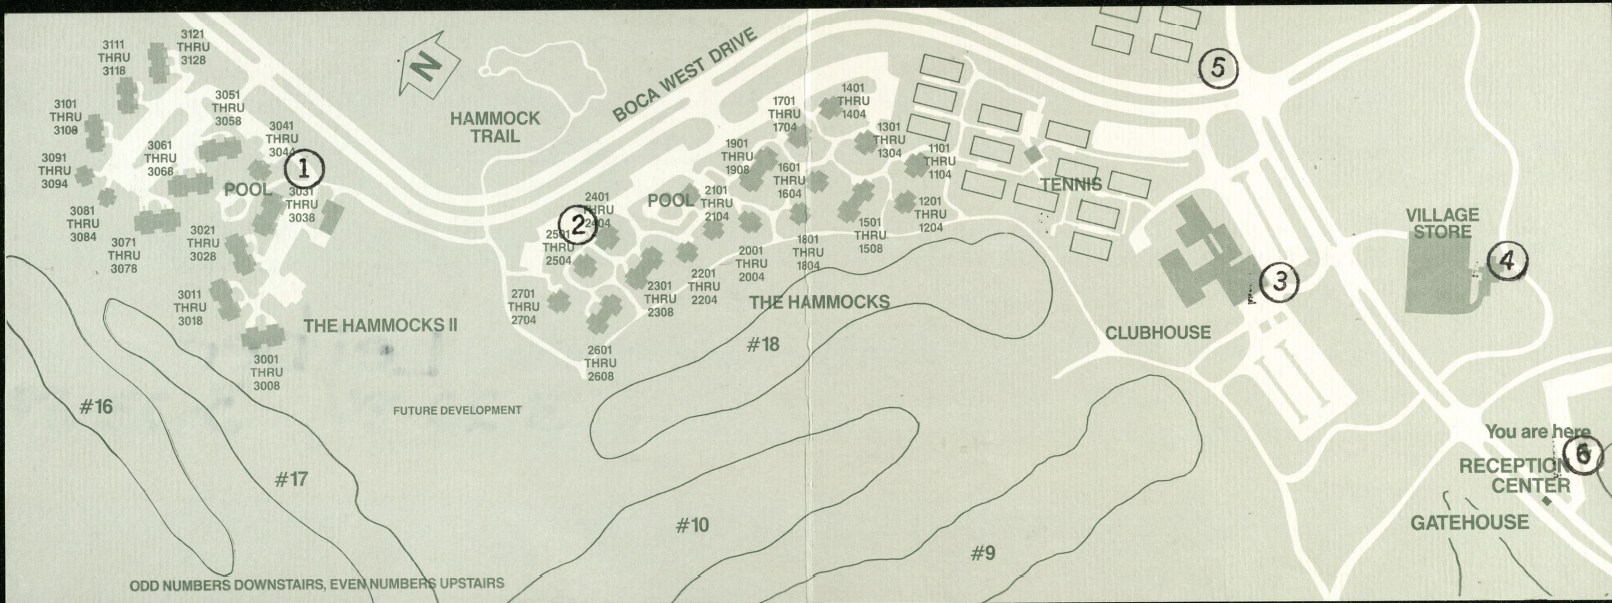 3111
THRU
3118
3121
THRU
3128
3101
THRU
3108
3051
THRU
3058
3041
THRU
3044
1
3061
THRU
3068
3091
THRU
3094
POOL
3031
THRU
3038
3081
THRU
3084
3071
THRU
3078
3021
THRU
3028
3011
THRU
3018
3001
THRU
3008
THE HAMMOCKS II
N
HAMMOCK
TRAIL
BOCA WEST DRIVE
1701
THRU
1704
1401
THRU
1404
1301
THRU
1304
1101
THRU
1104
1901
THRU
1908
1601
THRU
1604
POOL
2101
THRU
2104
2401
THRU
2404
2
2501
THRU
2504
1201
THRU
1204
1501
THRU
1508
1801
THRU
1804
2001
THRU
2004
2201
THRU
2204
2301
THRU
2308
2701
THRU
2704
2601
THRU
2608
THE HAMMOCKS
TENNIS
5
3
CLUBHOUSE
VILLAGE
STORE
4
#18
#16
FUTURE DEVELOPMENT
#17
#10
#9
You are here
6
RECEPTION
CENTER
GATEHOUSE
ODD NUMBERS DOWNSTAIRS, EVEN NUMBERS UPSTAIRS